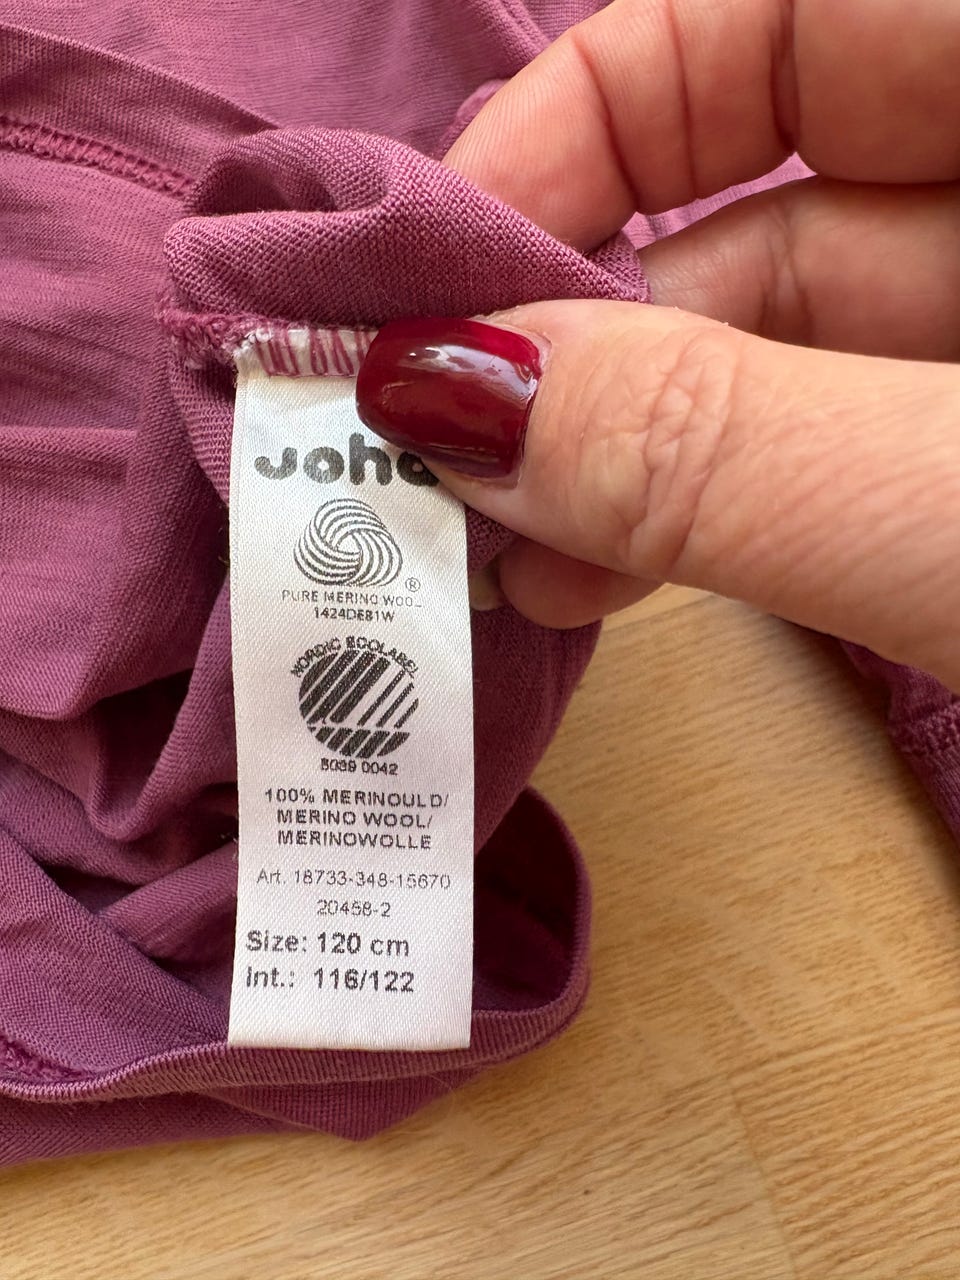 Joha
®
PURE MERINO WOOL
1424DE81W
NORDIC ECOLABEL
5039 0042
100% MERINOULD/
MERINO WOOL/
MERINOWOLLE
Art. 18733-348-15670
20458-2
Size: 120 cm
Int.: 116/122